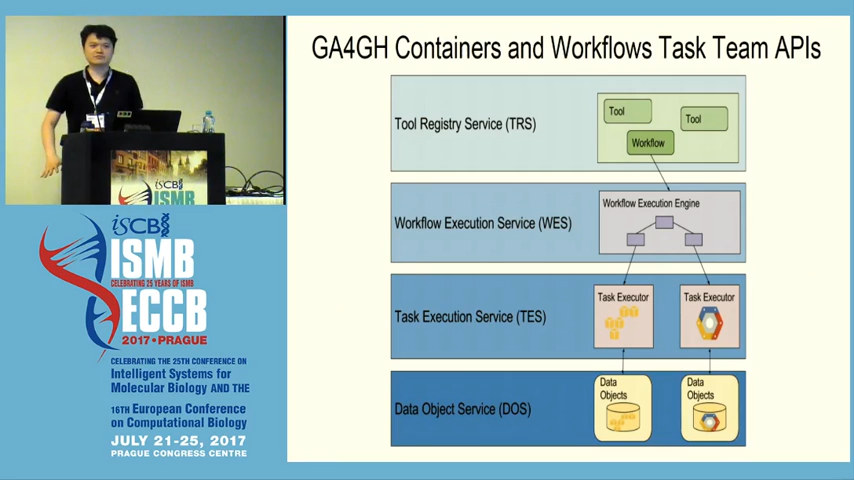 GA4GH Containers and Workflows Task Team APIs
Tool Registry Service (TRS)
Tool
Tool
Workflow
Workflow Execution Service (WES)
Workflow Execution Engine
Task Execution Service (TES)
Task Executor
Task Executor
Data Object Service (DOS)
Data
Objects
Data
Objects
isCB
ISMB
isCB
ISMB
CELEBRATING 25 YEARS OF ISMB
ECCB
2017 • PRAGUE
CELEBRATING THE 25TH CONFERENCE ON
Intelligent Systems for
Molecular Biology AND THE
16TH European Conference
on Computational Biology
JULY 21-25, 2017
PRAGUE CONGRESS CENTRE